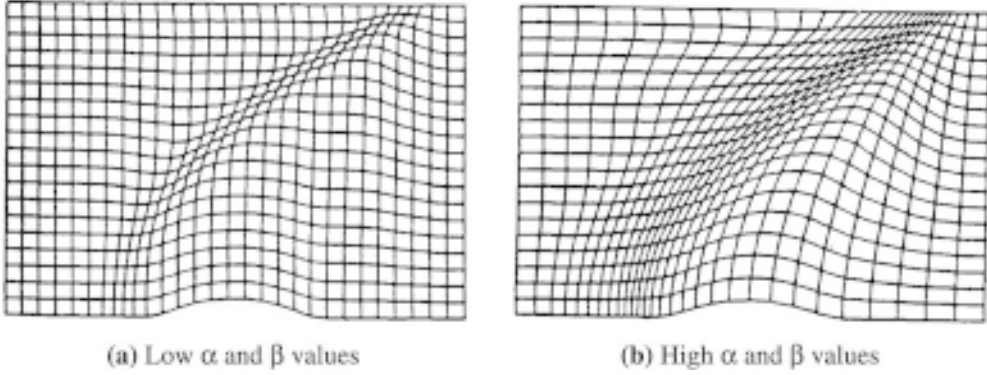 (a) Low α and β values
(b) High α and β values